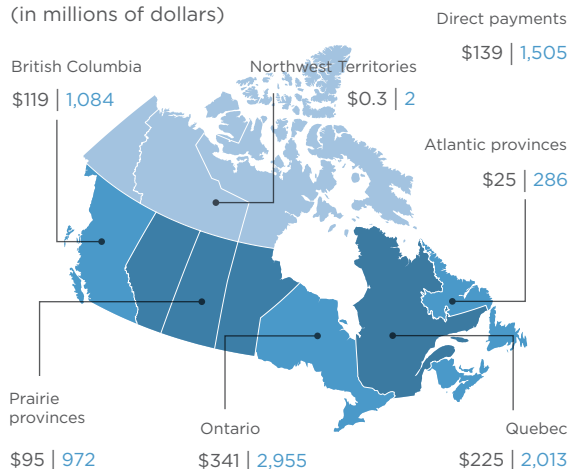 (in millions of dollars)
Direct payments
$139 | 1,505
British Columbia
$119 | 1,084
Northwest Territories
$0.3 | 2
Atlantic provinces
$25 | 286
Prairie
provinces
$95 | 972
Ontario
$341 | 2,955
Quebec
$225 | 2,013